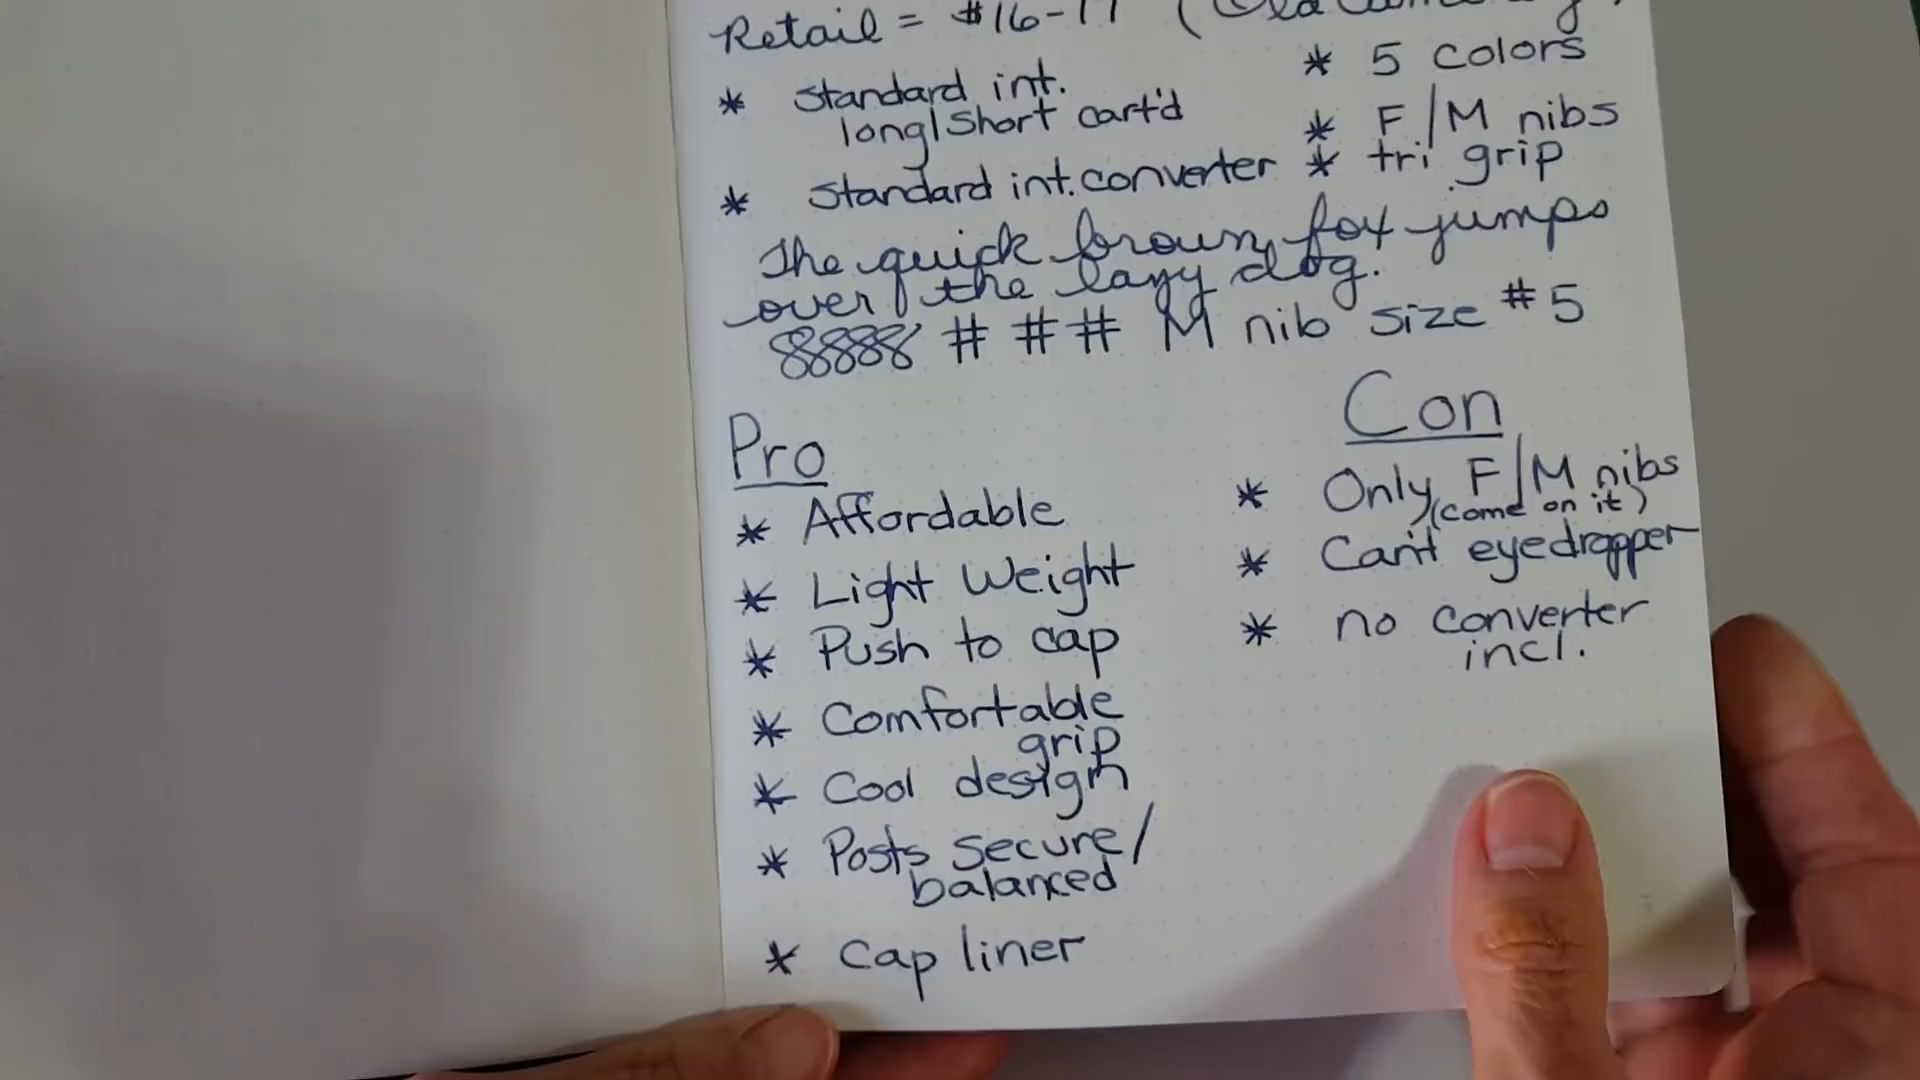 Retail = $16-17 (
* 5 colors
* Standard int.
long/short cart'd
* F/M nibs
* Standard int. converter
* tri grip
The quick brown fox jumps
over the lazy dog.
88888 # # # M nib size #5
Pro
* Affordable
* Light Weight
* Push to cap
* Comfortable
grip
* Cool design
* Posts secure/
balanced
* Cap liner
Con
* Only F/M nibs
(come on it)
* Can't eyedropper
* no converter
incl.